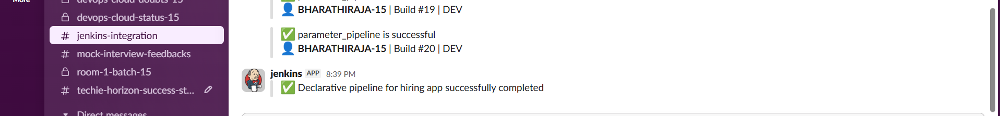 More
devops-cloud-doubts-15
devops-cloud-status-15
# jenkins-integration
# mock-interview-feedbacks
room-1-batch-15
# techie-horizon-success-st...
Direct messages
BHARATHIRAJA-15 | Build #19 | DEV
parameter_pipeline is successful
BHARATHIRAJA-15 | Build #20 | DEV
jenkins APP 8:39 PM
Declarative pipeline for hiring app successfully completed